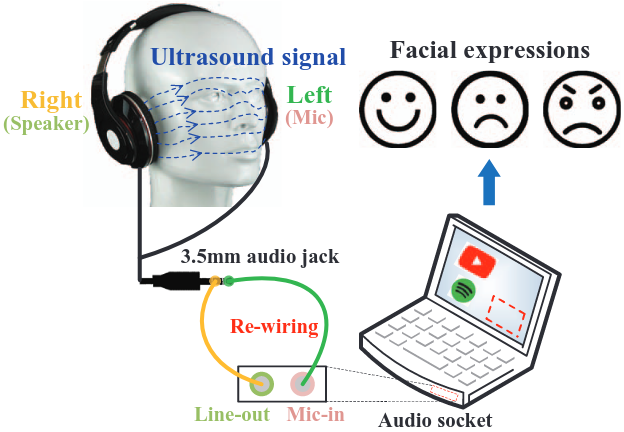 Ultrasound signal
Facial expressions
Right
(Speaker)
Left
(Mic)
3.5mm audio jack
Re-wiring
Line-out
Mic-in
Audio socket